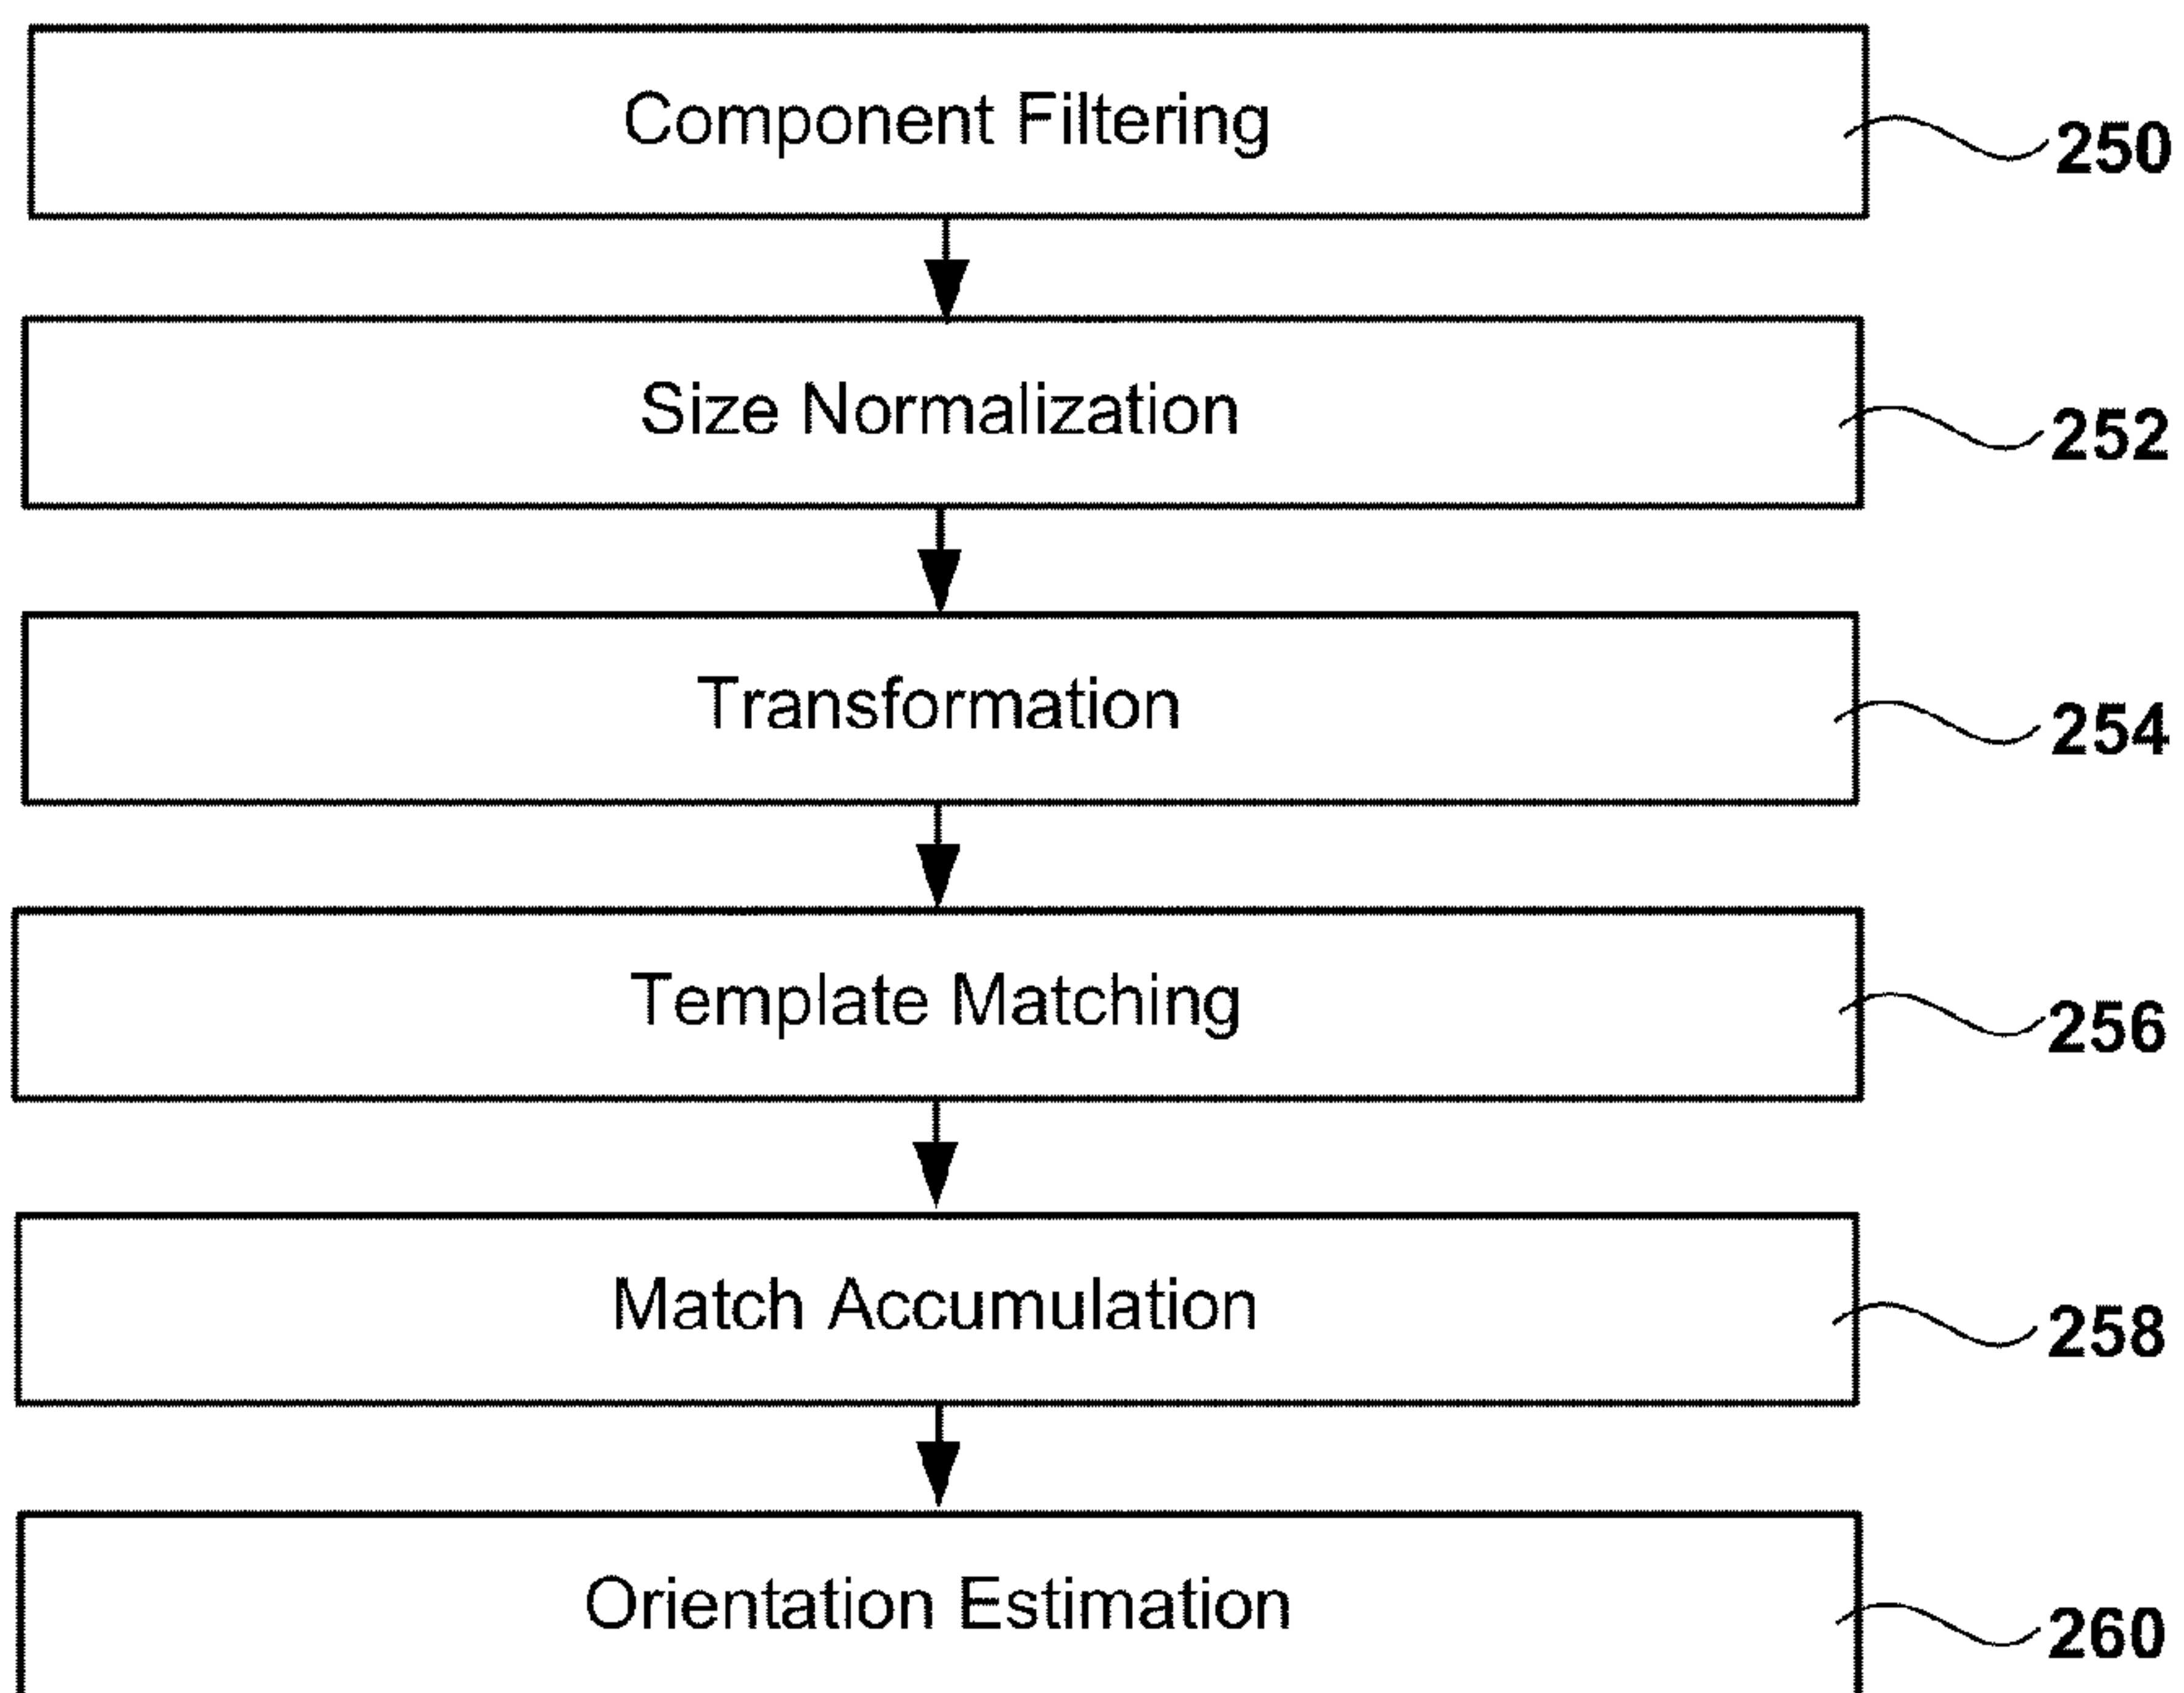 Component Filtering 250
Size Normalization 252
Transformation 254
Template Matching 256
Match Accumulation 258
Orientation Estimation 260